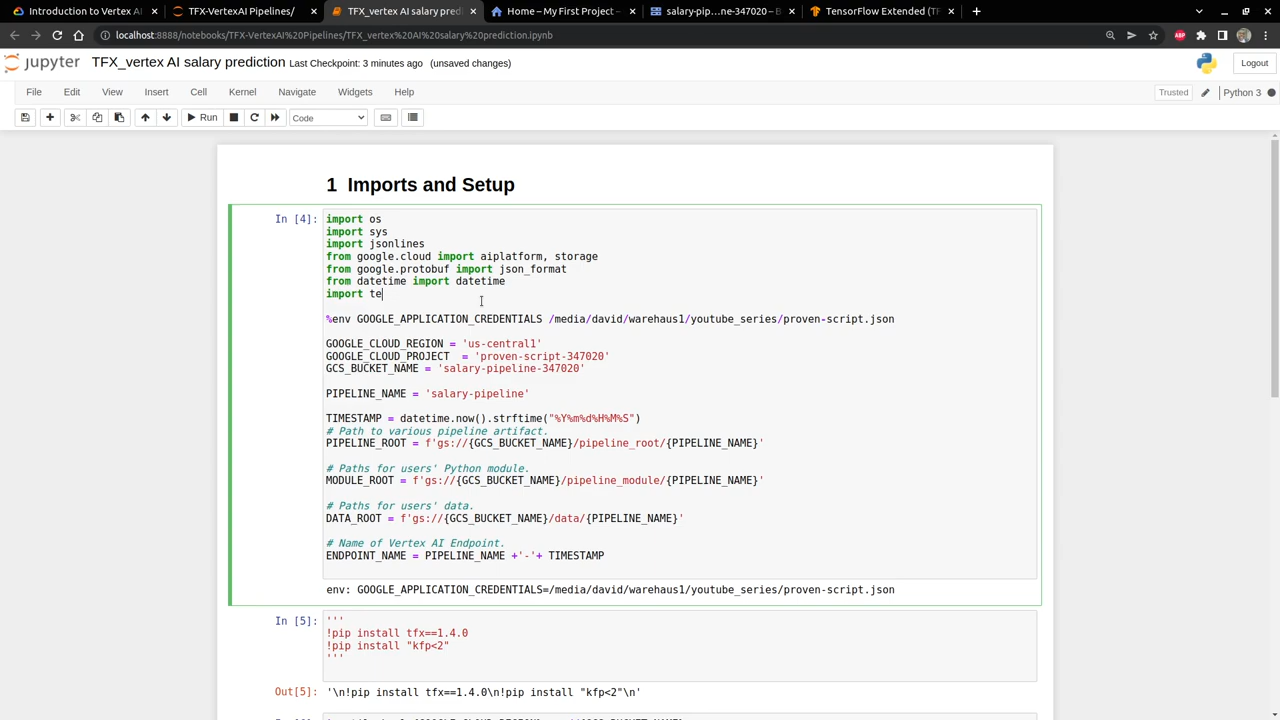 Introduction to Vertex AI
TFX-VertexAI Pipelines/
TFX_vertex AI salary predi
Home – My First Project –
salary-pip…ne-347020 – B
TensorFlow Extended (TF
localhost:8888/notebooks/TFX-VertexAI%20Pipelines/TFX_vertex%20AI%20salary%20prediction.ipynb
ABP
jupyter TFX_vertex AI salary prediction Last Checkpoint: 3 minutes ago (unsaved changes) Logout
File Edit View Insert Cell Kernel Navigate Widgets Help Trusted Python 3
Run Code
1 Imports and Setup
In [4]: import os
import sys
import jsonlines
from google.cloud import aiplatform, storage
from google.protobuf import json_format
from datetime import datetime
import te
%env GOOGLE_APPLICATION_CREDENTIALS /media/david/warehaus1/youtube_series/proven-script.json
GOOGLE_CLOUD_REGION = 'us-central1'
GOOGLE_CLOUD_PROJECT  = 'proven-script-347020'
GCS_BUCKET_NAME = 'salary-pipeline-347020'
PIPELINE_NAME = 'salary-pipeline'
TIMESTAMP = datetime.now().strftime("%Y%m%d%H%M%S")
# Path to various pipeline artifact.
PIPELINE_ROOT = f'gs://{GCS_BUCKET_NAME}/pipeline_root/{PIPELINE_NAME}'
# Paths for users' Python module.
MODULE_ROOT = f'gs://{GCS_BUCKET_NAME}/pipeline_module/{PIPELINE_NAME}'
# Paths for users' data.
DATA_ROOT = f'gs://{GCS_BUCKET_NAME}/data/{PIPELINE_NAME}'
# Name of Vertex AI Endpoint.
ENDPOINT_NAME = PIPELINE_NAME +'-'+ TIMESTAMP
env: GOOGLE_APPLICATION_CREDENTIALS=/media/david/warehaus1/youtube_series/proven-script.json
In [5]: '''
!pip install tfx==1.4.0
!pip install "kfp<2"
'''
Out[5]: '\n!pip install tfx==1.4.0\n!pip install "kfp<2"\n'